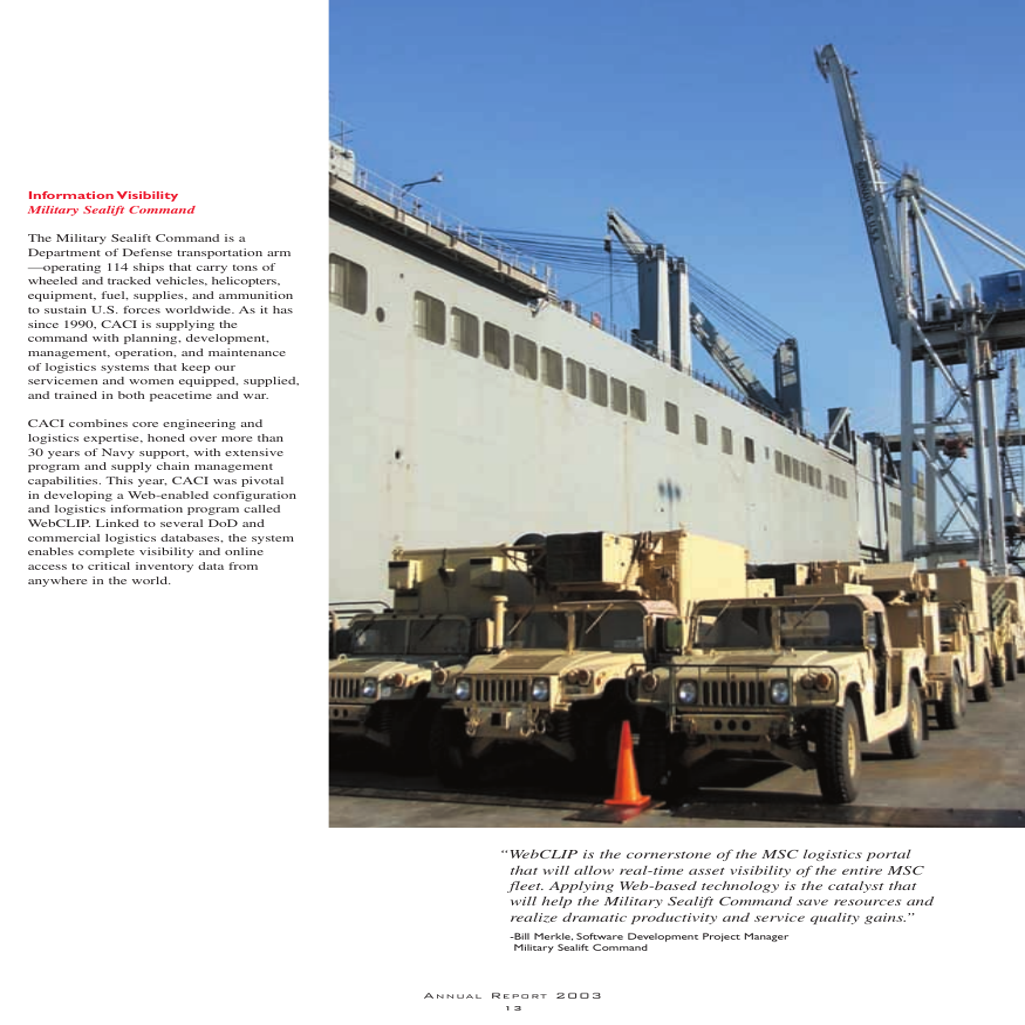 Information Visibility
Military Sealift Command
The Military Sealift Command is a
Department of Defense transportation arm
—operating 114 ships that carry tons of
wheeled and tracked vehicles, helicopters,
equipment, fuel, supplies, and ammunition
to sustain U.S. forces worldwide. As it has
since 1990, CACI is supplying the
command with planning, development,
management, operation, and maintenance
of logistics systems that keep our
servicemen and women equipped, supplied,
and trained in both peacetime and war.
CACI combines core engineering and
logistics expertise, honed over more than
30 years of Navy support, with extensive
program and supply chain management
capabilities. This year, CACI was pivotal
in developing a Web-enabled configuration
and logistics information program called
WebCLIP. Linked to several DoD and
commercial logistics databases, the system
enables complete visibility and online
access to critical inventory data from
anywhere in the world.
“WebCLIP is the cornerstone of the MSC logistics portal
that will allow real-time asset visibility of the entire MSC
fleet. Applying Web-based technology is the catalyst that
will help the Military Sealift Command save resources and
realize dramatic productivity and service quality gains.”
-Bill Merkle, Software Development Project Manager
Military Sealift Command
Annual Report 2003
13